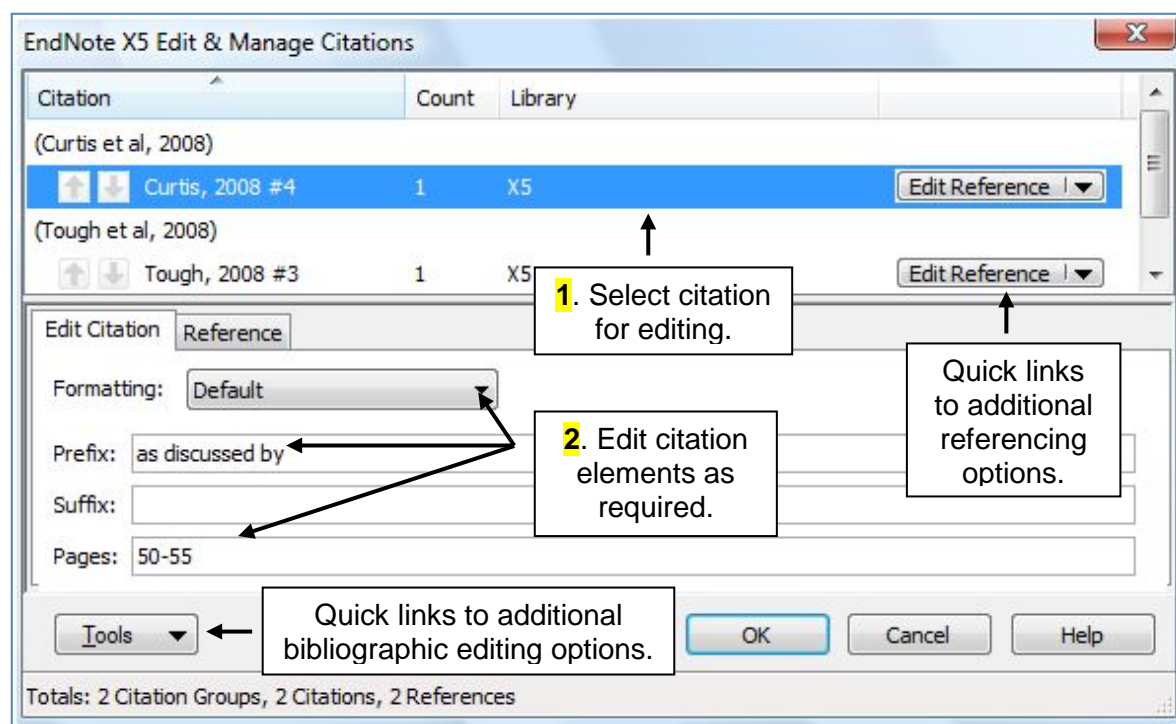 EndNote X5 Edit & Manage Citations
Citation Count Library
(Curtis et al, 2008)
Curtis, 2008 #4 1 X5 Edit Reference
(Tough et al, 2008)
Tough, 2008 #3 1 X5 Edit Reference
1. Select citation
for editing.
Edit Citation Reference
Quick links
to additional
referencing
options.
Formatting: Default
2. Edit citation
elements as
required.
Prefix: as discussed by
Suffix:
Pages: 50-55
Quick links to additional
bibliographic editing options.
Tools OK Cancel Help
Totals: 2 Citation Groups, 2 Citations, 2 References